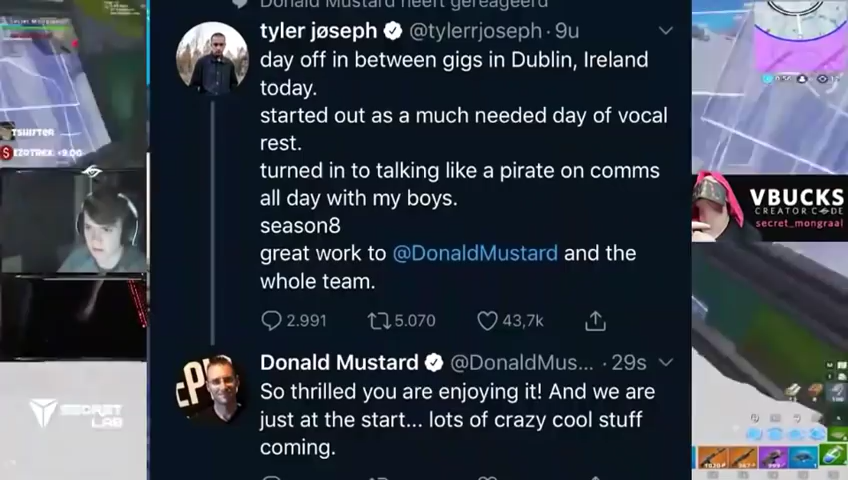 Donald Mustard heeft gereageerd
tyler jøseph @tylerrjoseph · 9u
day off in between gigs in Dublin, Ireland
today.
started out as a much needed day of vocal
rest.
turned in to talking like a pirate on comms
all day with my boys.
season8
great work to @DonaldMustard and the
whole team.
2.991 5.070 43,7k
Donald Mustard @DonaldMus... · 29s
So thrilled you are enjoying it! And we are
just at the start... lots of crazy cool stuff
coming.
EZOTREX: +9.00
SECRET
LAB
VBUCKS
CREATOR CODE
secret_mongraal